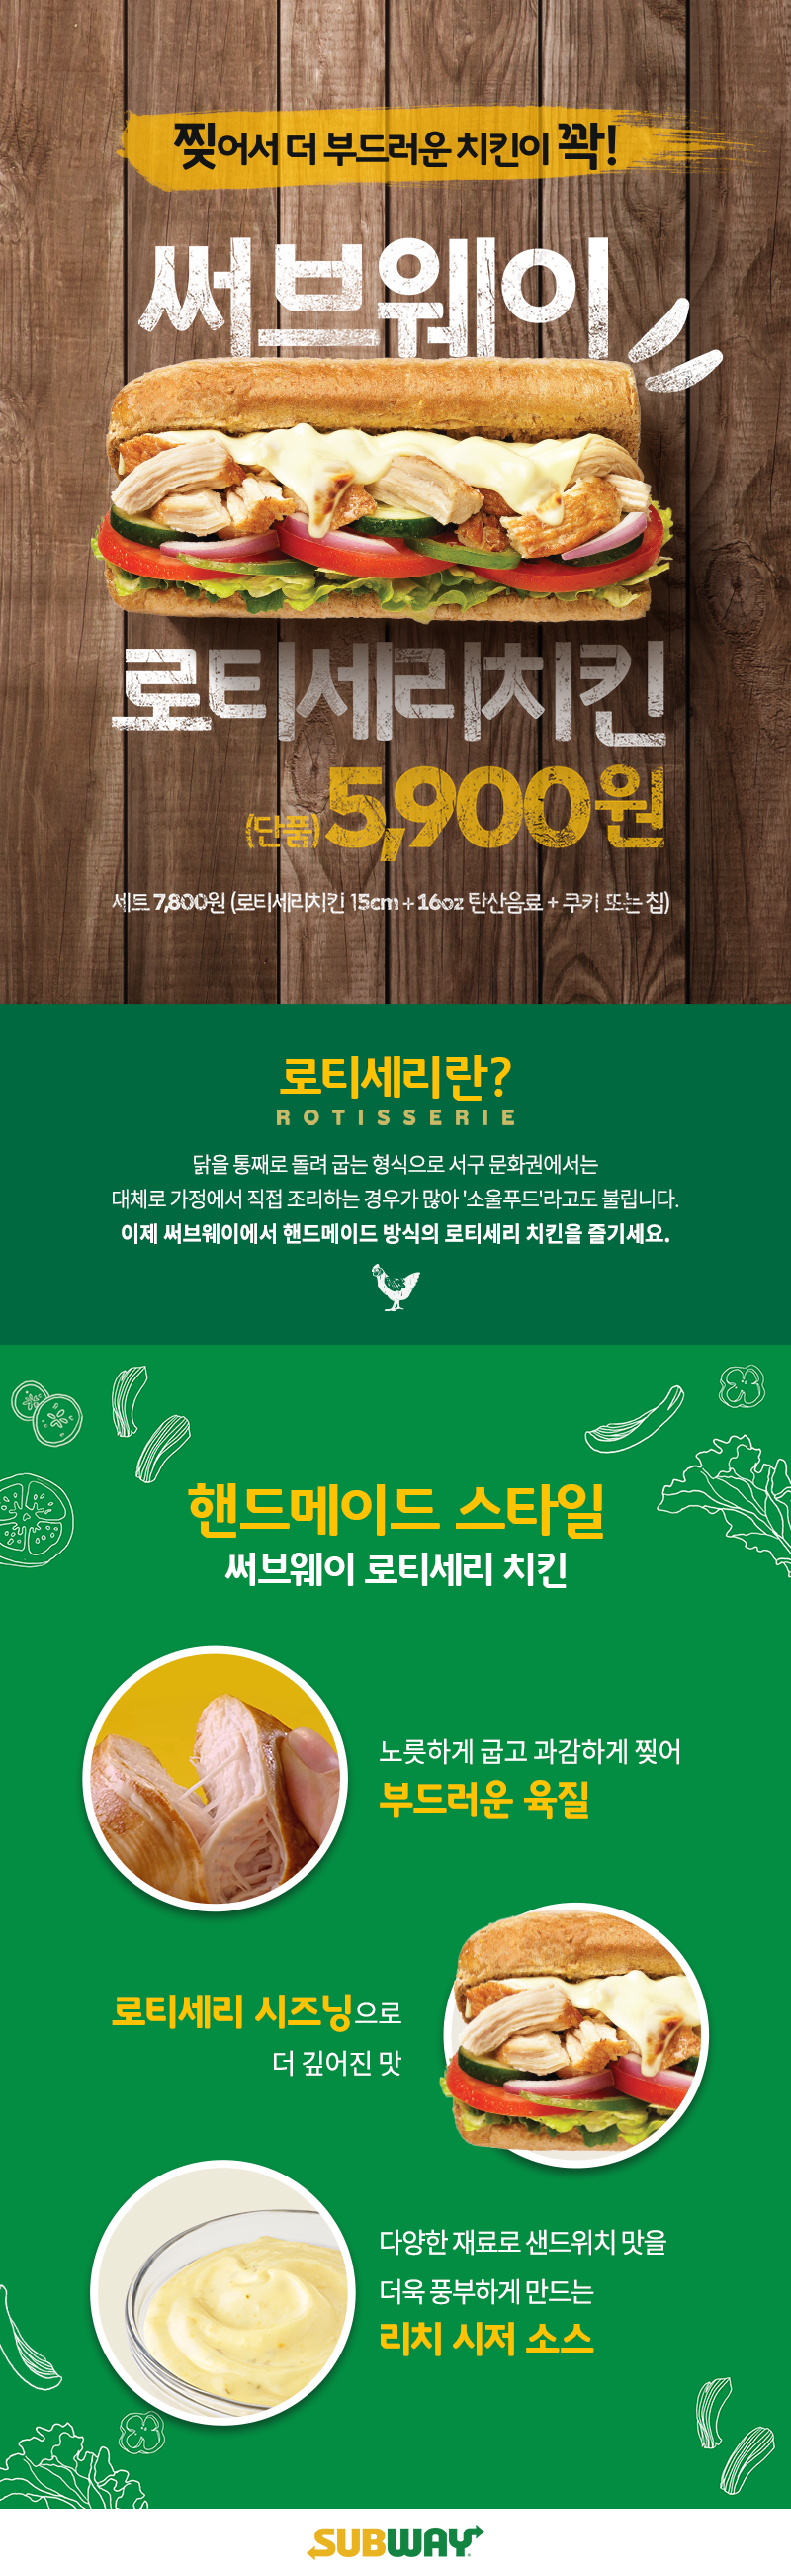 찢어서 더 부드러운 치킨이 꽉!
써브웨이
로티세리치킨
(단품) 5,900원
세트 7,800원 (로티세리치킨 15cm + 16oz 탄산음료 + 쿠키 또는 칩)
로티세리란?
ROTISSERIE
닭을 통째로 돌려 굽는 형식으로 서구 문화권에서는
대체로 가정에서 직접 조리하는 경우가 많아 '소울푸드'라고도 불립니다.
이제 써브웨이에서 핸드메이드 방식의 로티세리 치킨을 즐기세요.
핸드메이드 스타일
써브웨이 로티세리 치킨
노릇하게 굽고 과감하게 찢어
부드러운 육질
로티세리 시즈닝으로
더 깊어진 맛
다양한 재료로 샌드위치 맛을
더욱 풍부하게 만드는
리치 시저 소스
SUBWAY